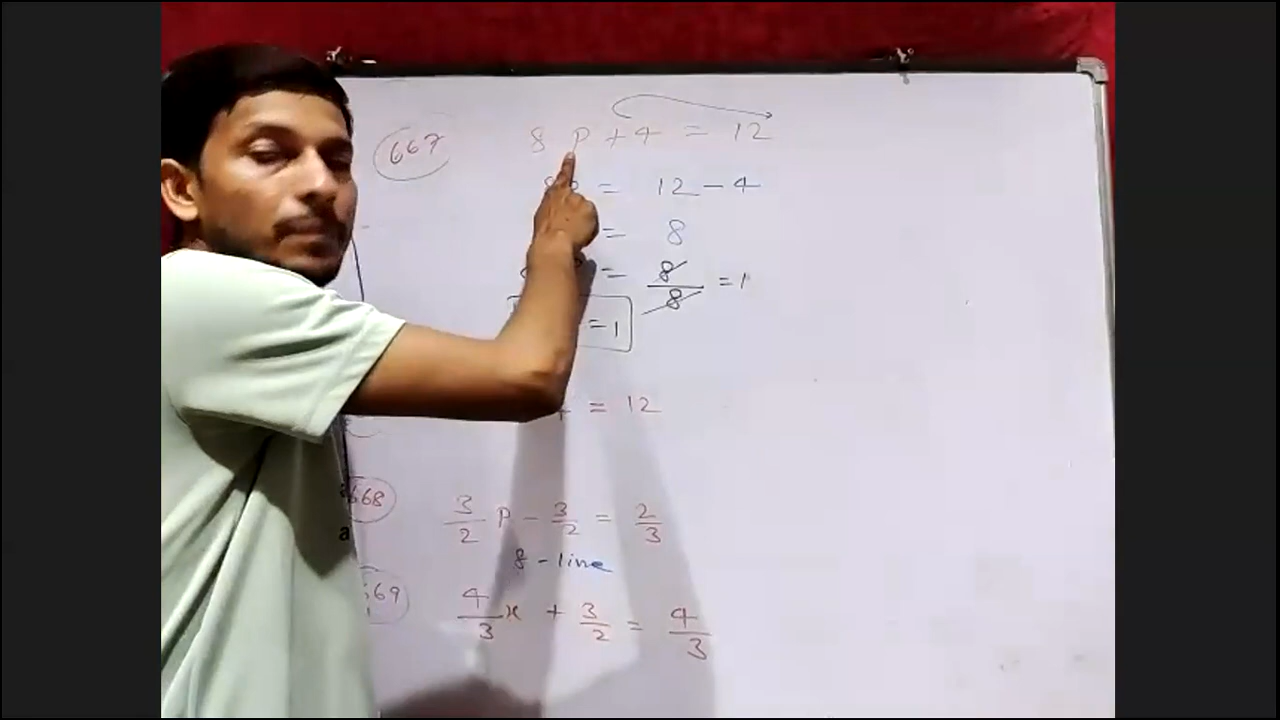 667
8 P + 4 = 12
= 12 - 4
= 8
= 8/8 = 1
= 1
= 12
668
3/2 P - 3/2 = 2/3
8 - line
669
4/3 x + 3/2 = 4/3